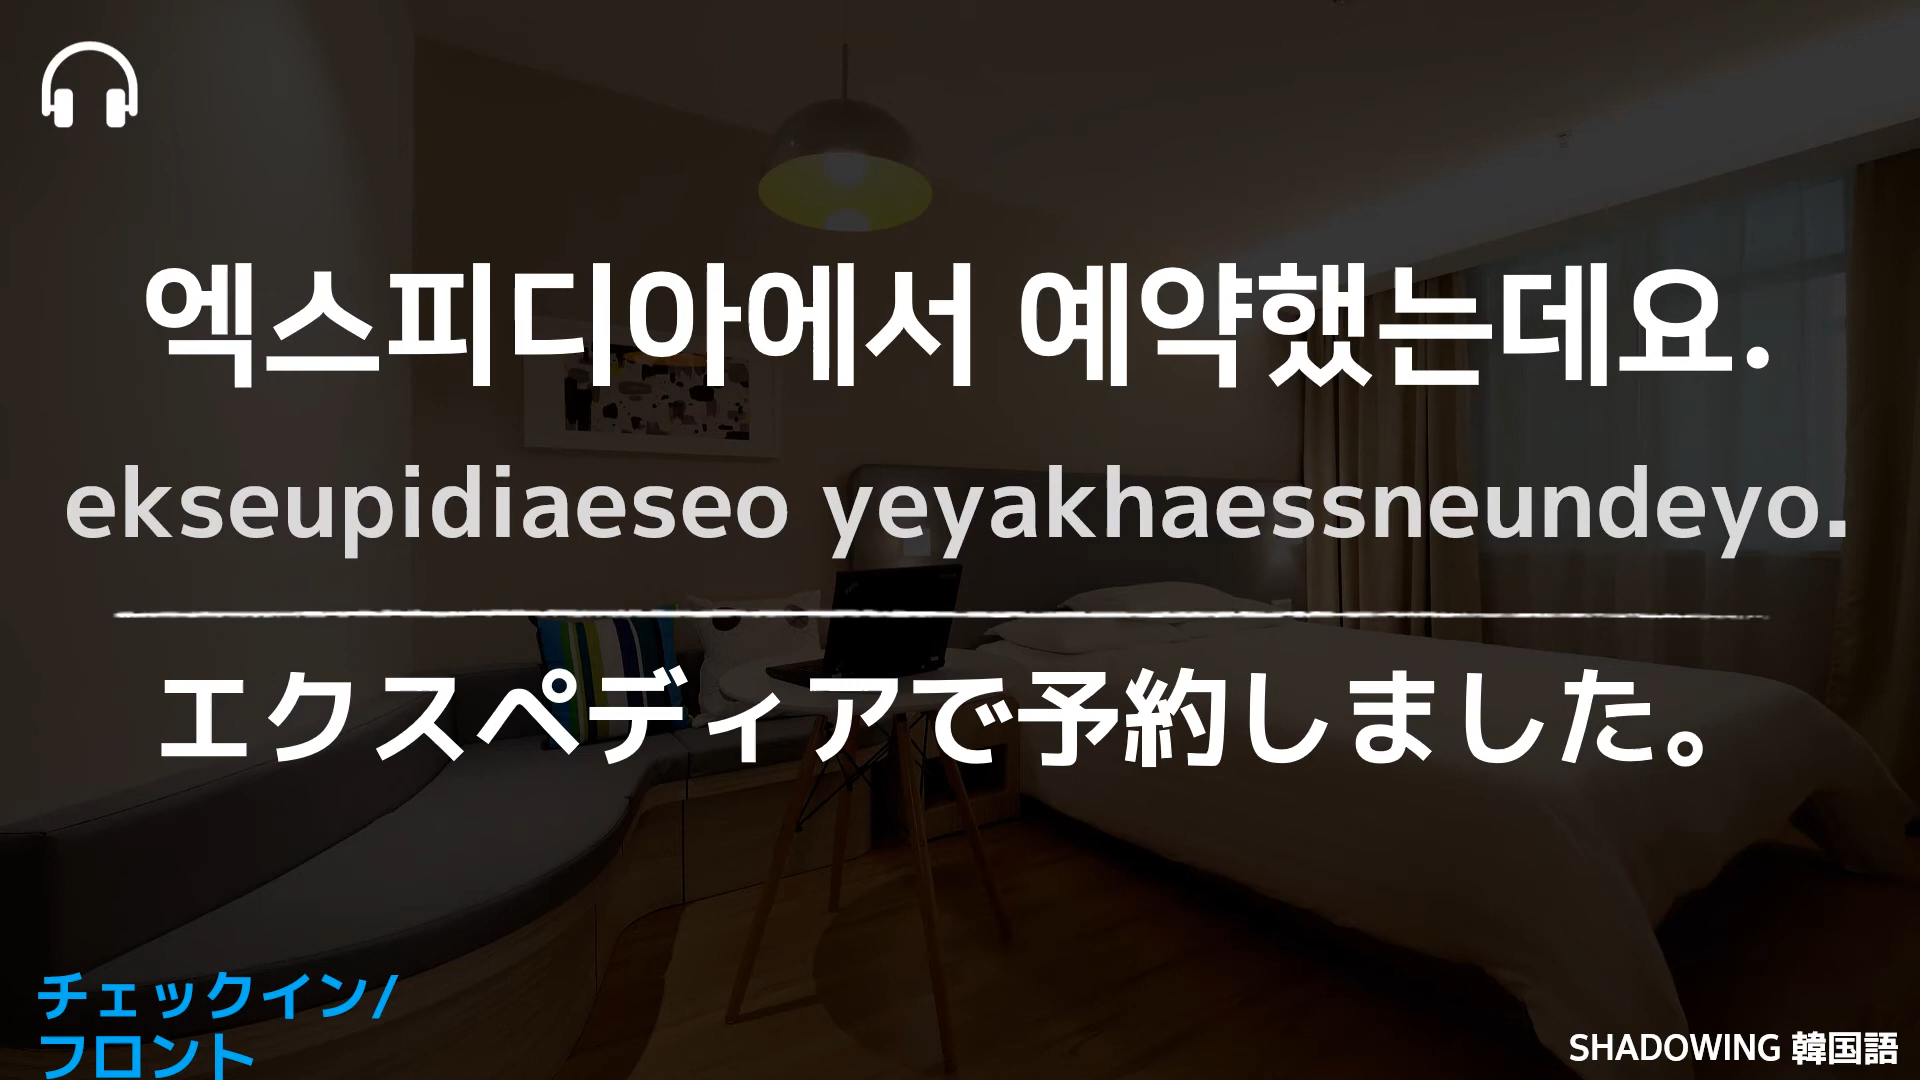 엑스피디아에서 예약했는데요.
ekseupidiaeseo yeyakhaessneundeyo.
エクスペディアで予約しました。
チェックイン/
フロント
SHADOWING 韓国語